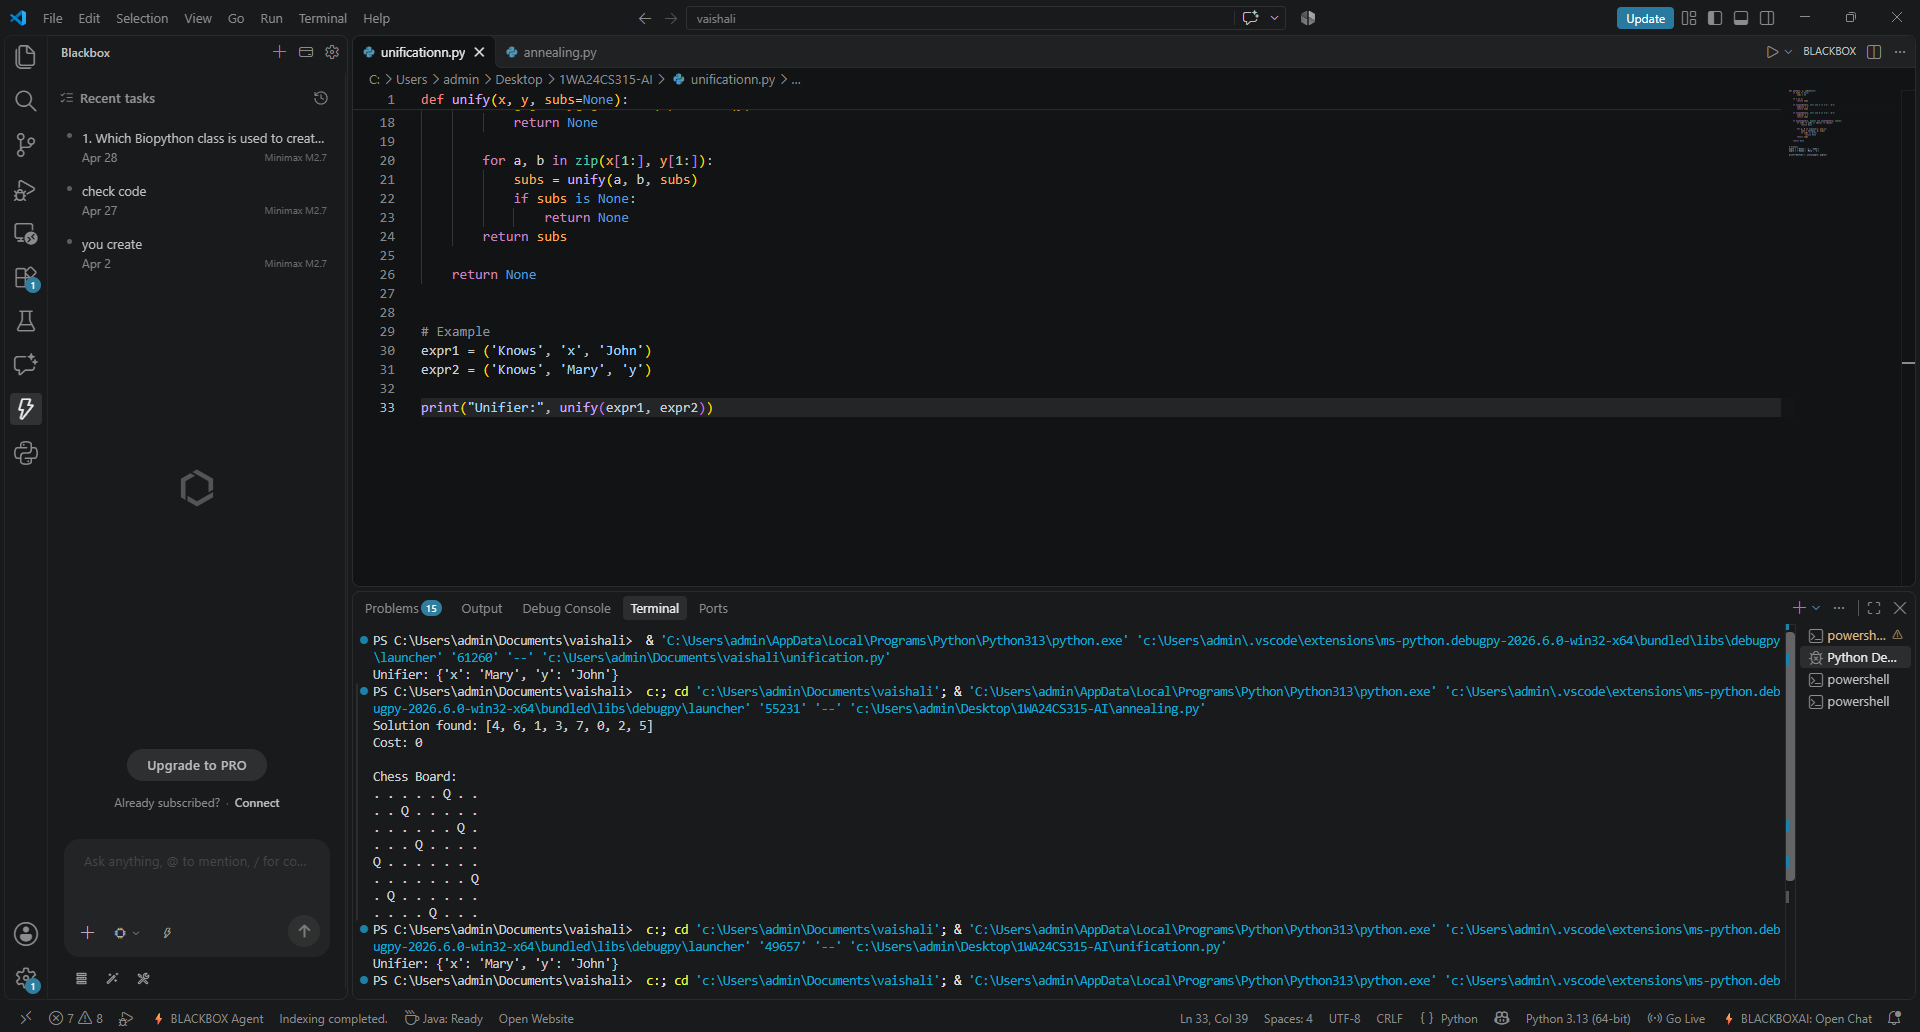 File Edit Selection View Go Run Terminal Help
vaishali
Update
Blackbox
Recent tasks
1. Which Biopython class is used to creat...
Apr 28 Minimax M2.7
check code
Apr 27 Minimax M2.7
you create
Apr 2 Minimax M2.7
Upgrade to PRO
Already subscribed? · Connect
Ask anything, @ to mention, / for co...
1
1
unificationn.py
annealing.py
BLACKBOX
C: > Users > admin > Desktop > 1WA24CS315-AI > unificationn.py > ...
1 def unify(x, y, subs=None):
18 return None
19
20 for a, b in zip(x[1:], y[1:]):
21 subs = unify(a, b, subs)
22 if subs is None:
23 return None
24 return subs
25
26 return None
27
28
29 # Example
30 expr1 = ('Knows', 'x', 'John')
31 expr2 = ('Knows', 'Mary', 'y')
32
33 print("Unifier:", unify(expr1, expr2))
Problems 15 Output Debug Console Terminal Ports
PS C:\Users\admin\Documents\vaishali> & 'C:\Users\admin\AppData\Local\Programs\Python\Python313\python.exe' 'c:\Users\admin\.vscode\extensions\ms-python.debugpy-2026.6.0-win32-x64\bundled\libs\debugpy
\launcher' '61260' '--' 'c:\Users\admin\Documents\vaishali\unification.py'
Unifier: {'x': 'Mary', 'y': 'John'}
PS C:\Users\admin\Documents\vaishali> c:; cd 'c:\Users\admin\Documents\vaishali'; & 'C:\Users\admin\AppData\Local\Programs\Python\Python313\python.exe' 'c:\Users\admin\.vscode\extensions\ms-python.deb
ugpy-2026.6.0-win32-x64\bundled\libs\debugpy\launcher' '55231' '--' 'c:\Users\admin\Desktop\1WA24CS315-AI\annealing.py'
Solution found: [4, 6, 1, 3, 7, 0, 2, 5]
Cost: 0
Chess Board:
. . . . . Q . .
. . Q . . . . .
. . . . . . Q .
. . . Q . . . .
Q . . . . . . .
. . . . . . . Q
. Q . . . . . .
. . . . Q . . .
PS C:\Users\admin\Documents\vaishali> c:; cd 'c:\Users\admin\Documents\vaishali'; & 'C:\Users\admin\AppData\Local\Programs\Python\Python313\python.exe' 'c:\Users\admin\.vscode\extensions\ms-python.deb
ugpy-2026.6.0-win32-x64\bundled\libs\debugpy\launcher' '49657' '--' 'c:\Users\admin\Desktop\1WA24CS315-AI\unificationn.py'
Unifier: {'x': 'Mary', 'y': 'John'}
PS C:\Users\admin\Documents\vaishali> c:; cd 'c:\Users\admin\Documents\vaishali'; & 'C:\Users\admin\AppData\Local\Programs\Python\Python313\python.exe' 'c:\Users\admin\.vscode\extensions\ms-python.deb
powersh...
Python De...
powershell
powershell
7 8 BLACKBOX Agent Indexing completed. Java: Ready Open Website Ln 33, Col 39 Spaces: 4 UTF-8 CRLF { } Python Python 3.13 (64-bit) Go Live BLACKBOXAI: Open Chat